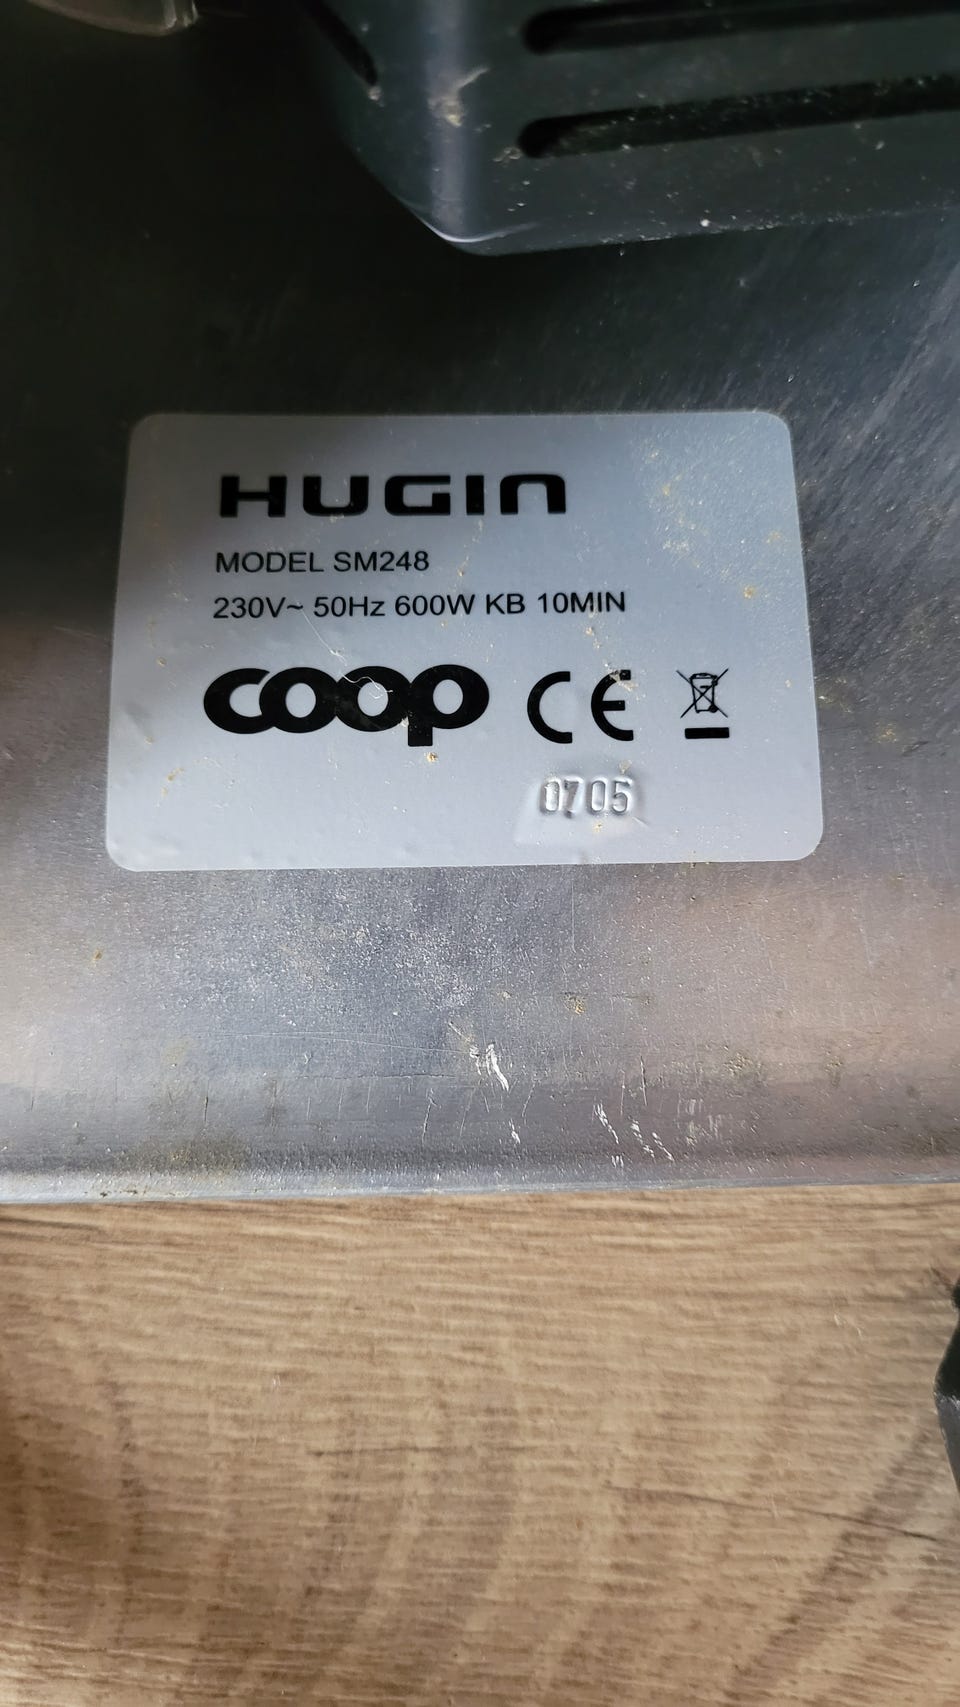 HUGIN
MODEL SM248
230V~ 50Hz 600W KB 10MIN
coop CE
0705